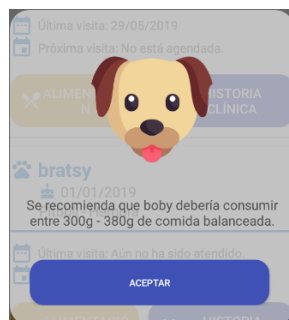 Última visita: 29/05/2019
Próxima visita: No está agendada.
HISTORIA
CLÍNICA
bratsy
01/01/2019
Se recomienda que boby debería consumir
entre 300g - 380g de comida balanceada.
Última visita: Aún no ha sido atendido.
ACEPTAR
HISTORIA